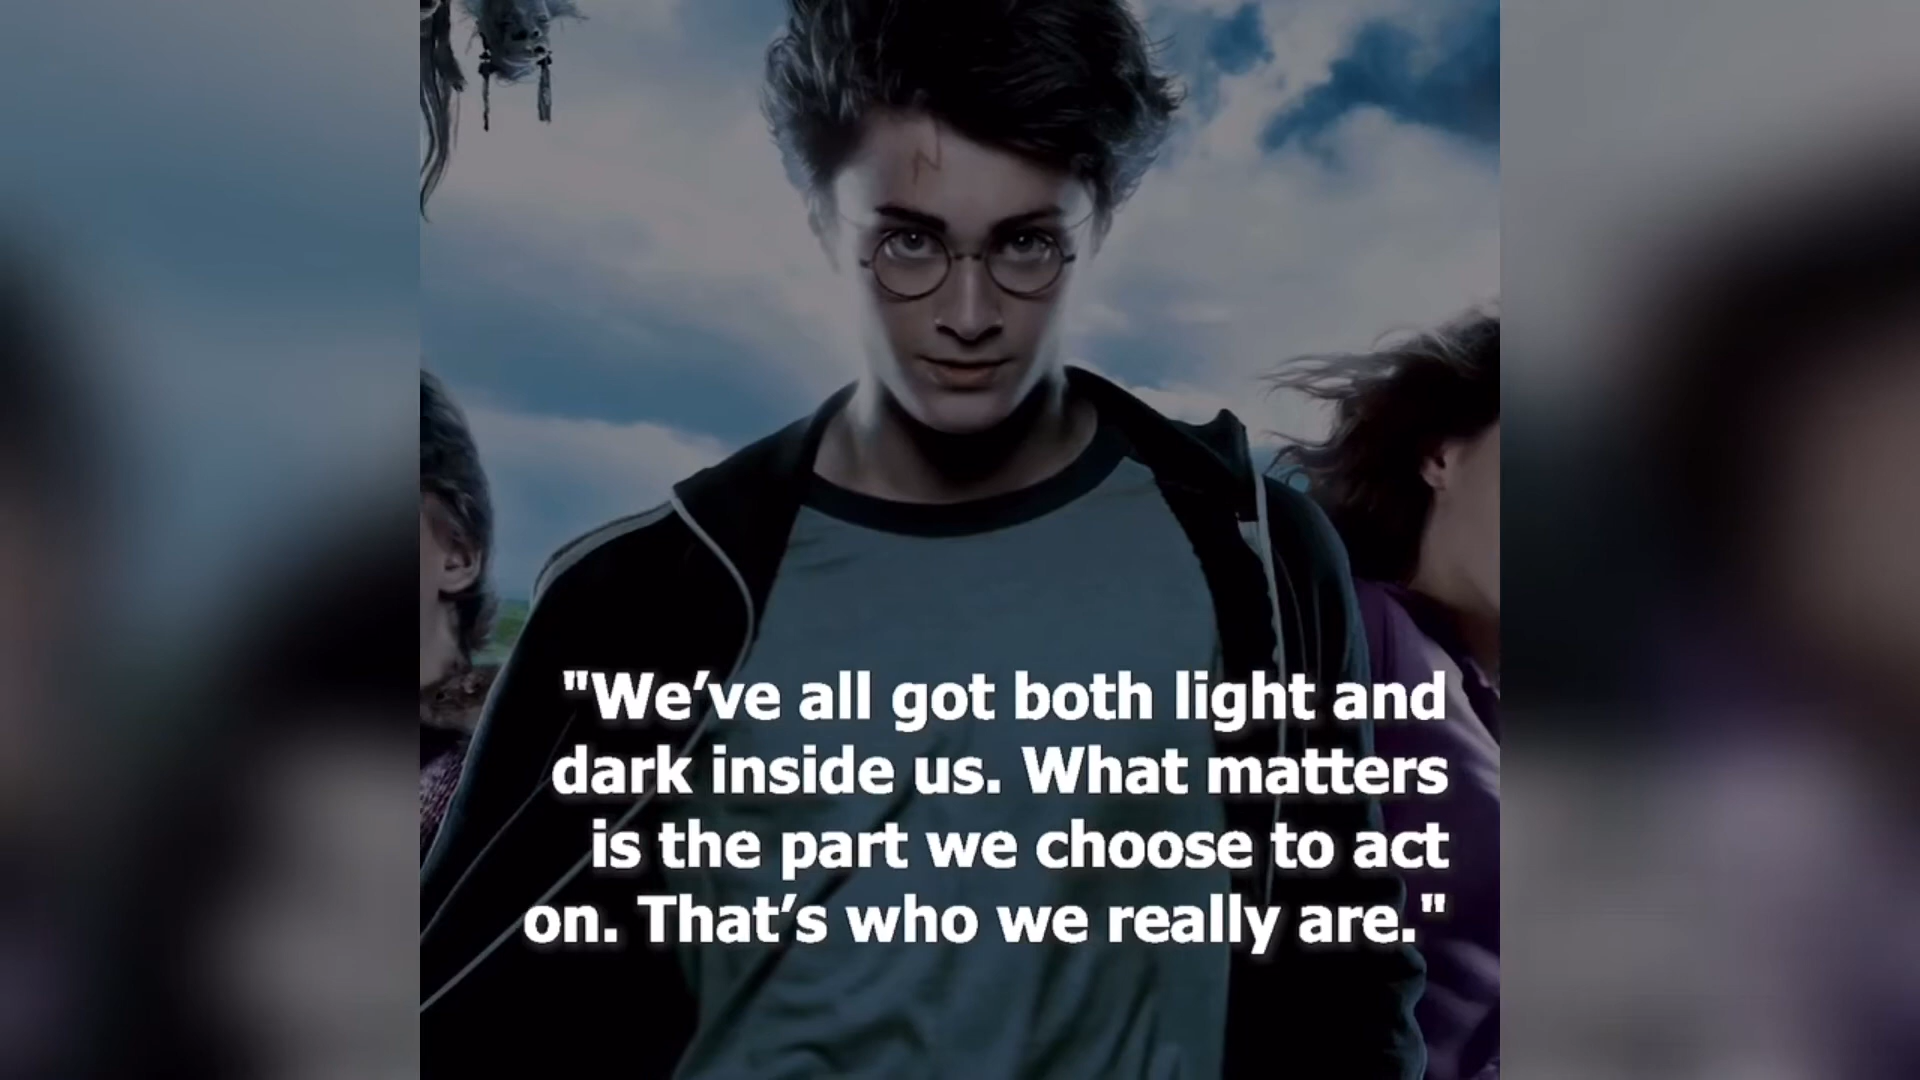 "We’ve all got both light and
dark inside us. What matters
is the part we choose to act
on. That’s who we really are."